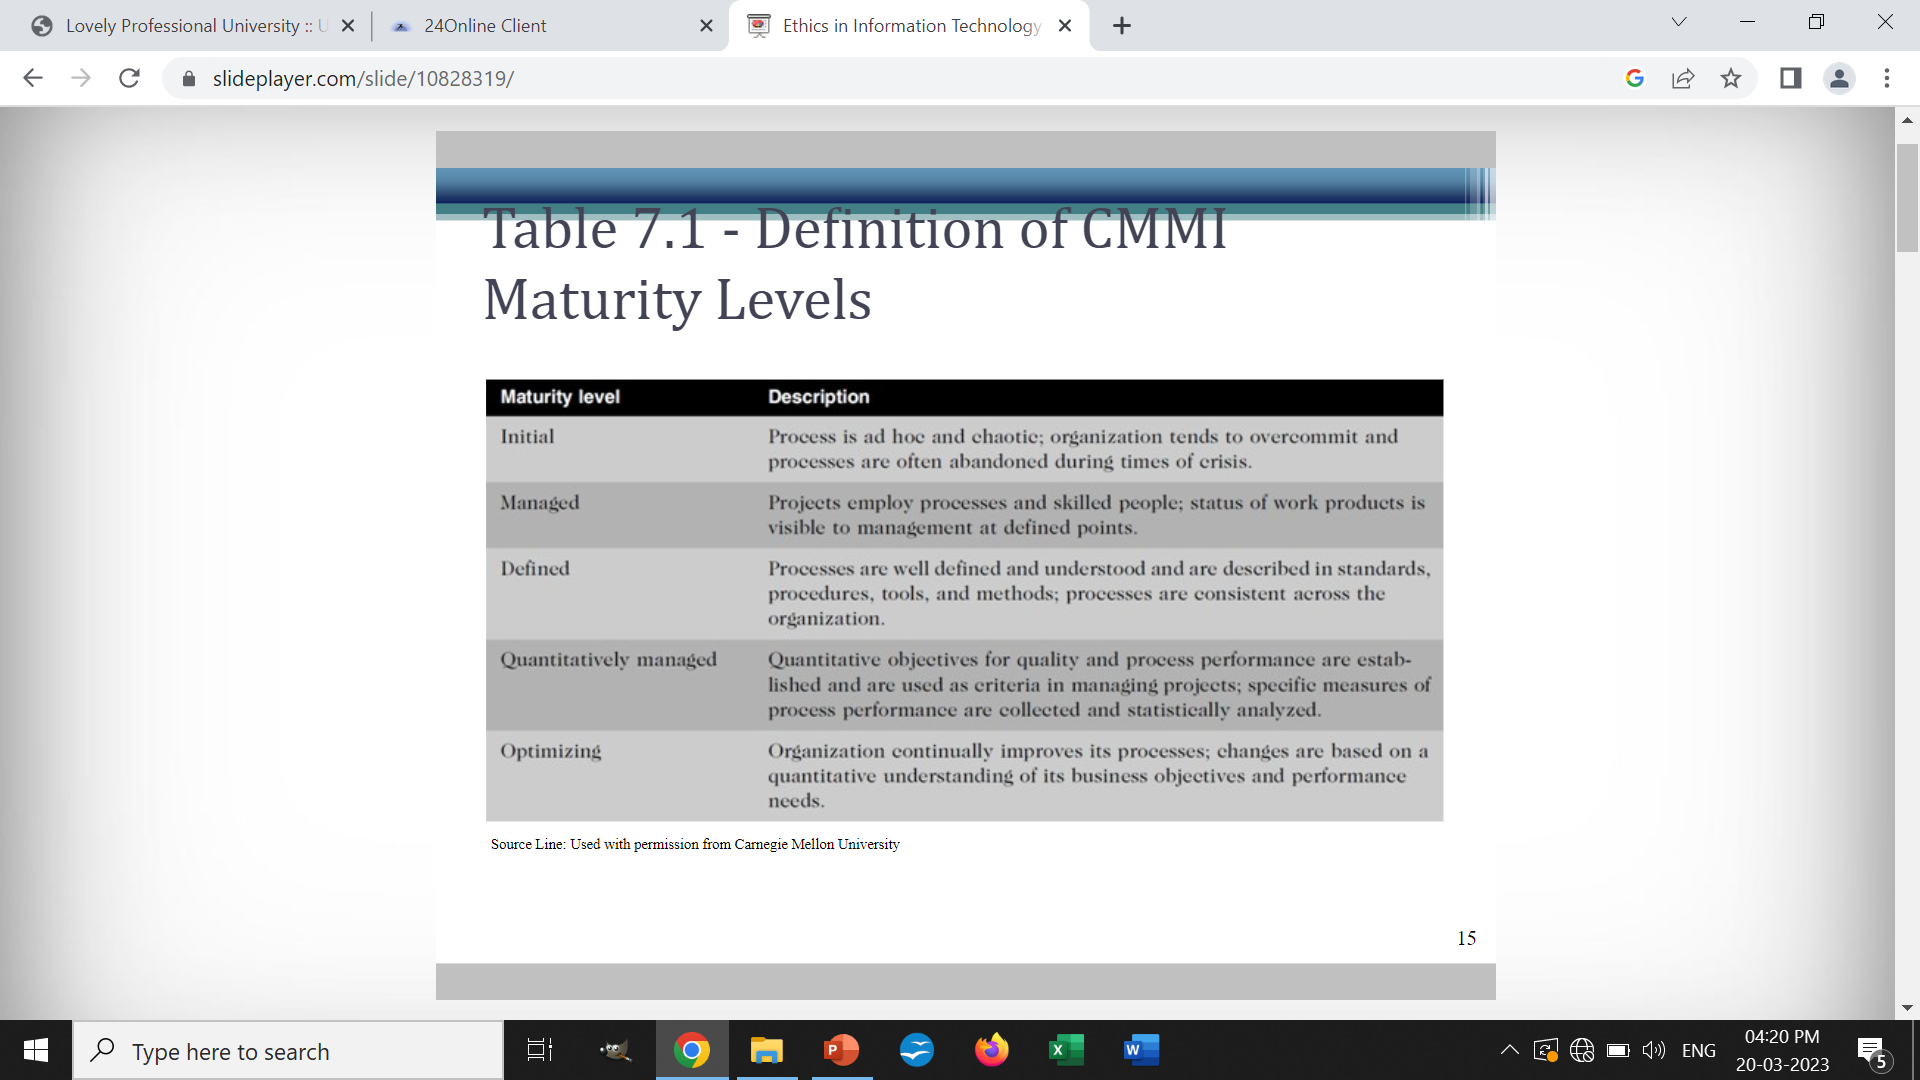 Lovely Professional University :: U
24Online Client
Ethics in Information Technology
slideplayer.com/slide/10828319/
Table 7.1 - Definition of CMMI
Maturity Levels
Maturity level Description
Initial Process is ad hoc and chaotic; organization tends to overcommit and
processes are often abandoned during times of crisis.
Managed Projects employ processes and skilled people; status of work products is
visible to management at defined points.
Defined Processes are well defined and understood and are described in standards,
procedures, tools, and methods; processes are consistent across the
organization.
Quantitatively managed Quantitative objectives for quality and process performance are estab-
lished and are used as criteria in managing projects; specific measures of
process performance are collected and statistically analyzed.
Optimizing Organization continually improves its processes; changes are based on a
quantitative understanding of its business objectives and performance
needs.
Source Line: Used with permission from Carnegie Mellon University
15
Type here to search
P
X
W
ENG
04:20 PM
20-03-2023
5